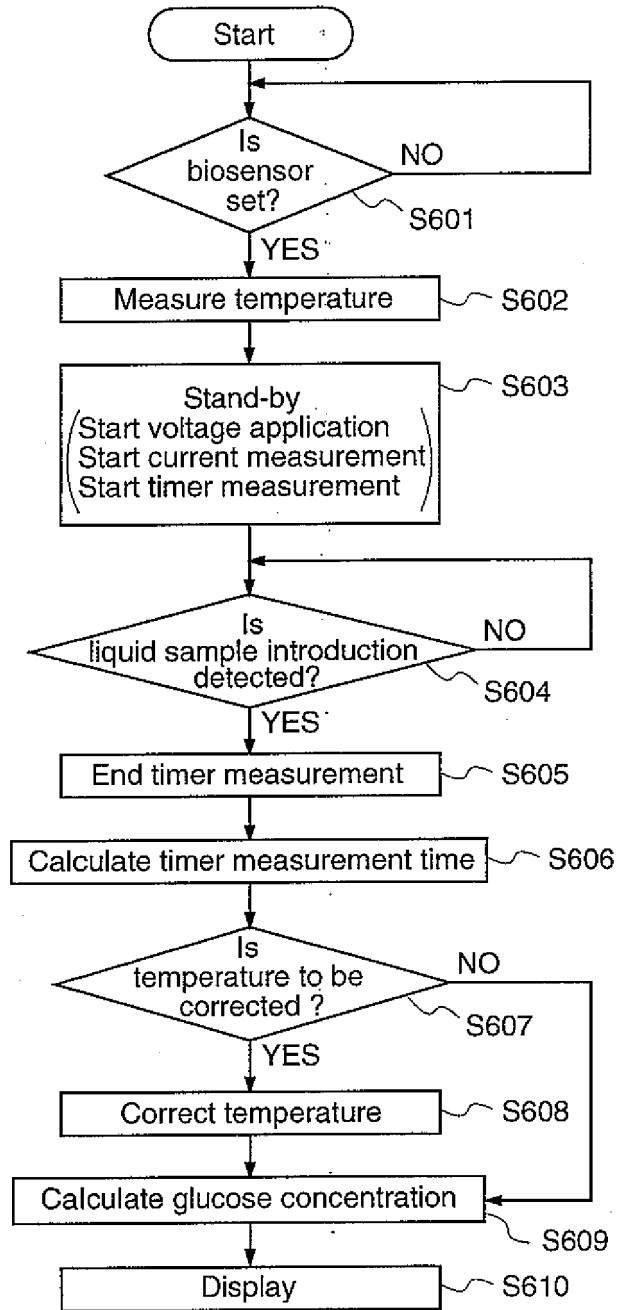 Start
Is
biosensor
set?
NO
S601
YES
Measure temperature
S602
Stand-by
Start voltage application
Start current measurement
Start timer measurement
S603
Is
liquid sample introduction
detected?
NO
S604
YES
End timer measurement
S605
Calculate timer measurement time
S606
Is
temperature to be
corrected ?
NO
S607
YES
Correct temperature
S608
Calculate glucose concentration
S609
Display
S610